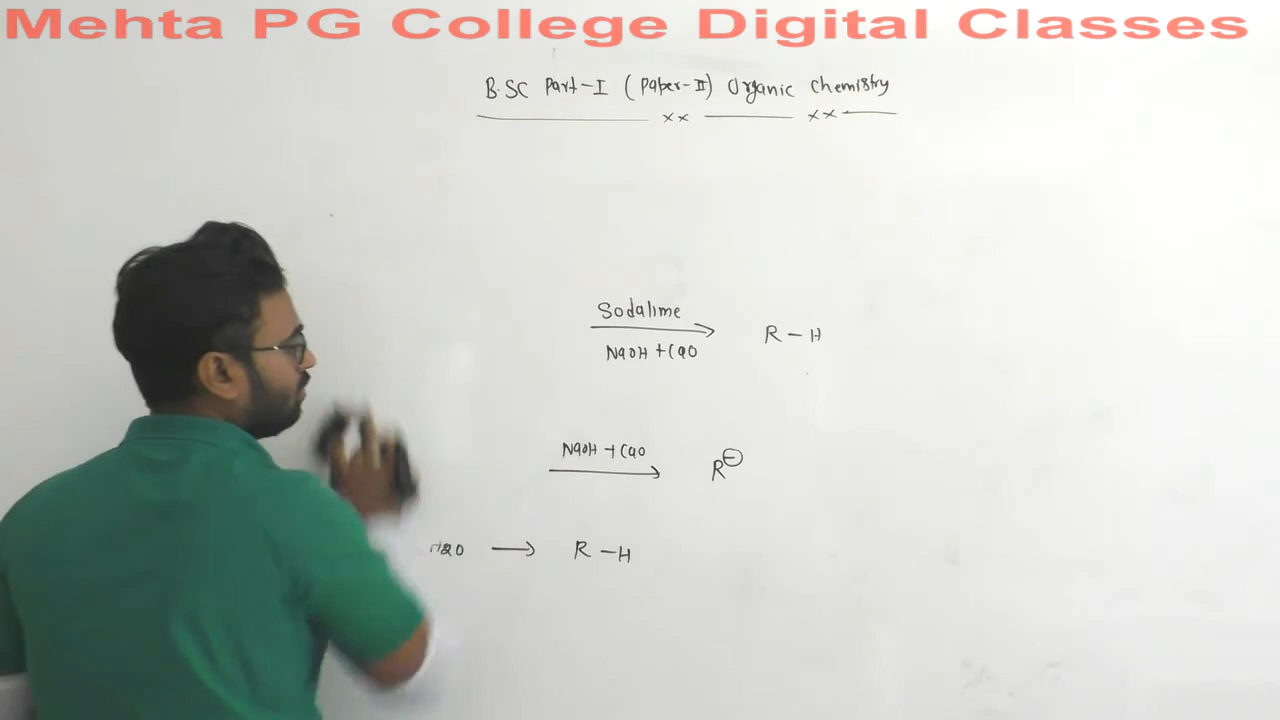 Mehta PG College Digital Classes
B.SC Part-I (Paper-II) Organic Chemistry
Sodalime
NaOH + CaO
R - H
NaOH + CaO
R⊖
H2O → R - H